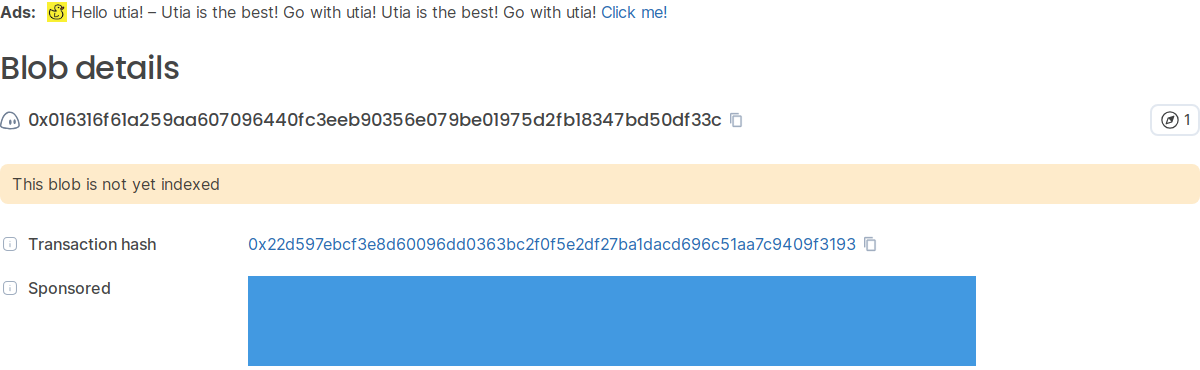 Ads: Hello utia! – Utia is the best! Go with utia! Utia is the best! Go with utia! Click me!
Blob details
0x016316f61a259aa607096440fc3eeb90356e079be01975d2fb18347bd50df33c
1
This blob is not yet indexed
Transaction hash 0x22d597ebcf3e8d60096dd0363bc2f0f5e2df27ba1dacd696c51aa7c9409f3193
Sponsored